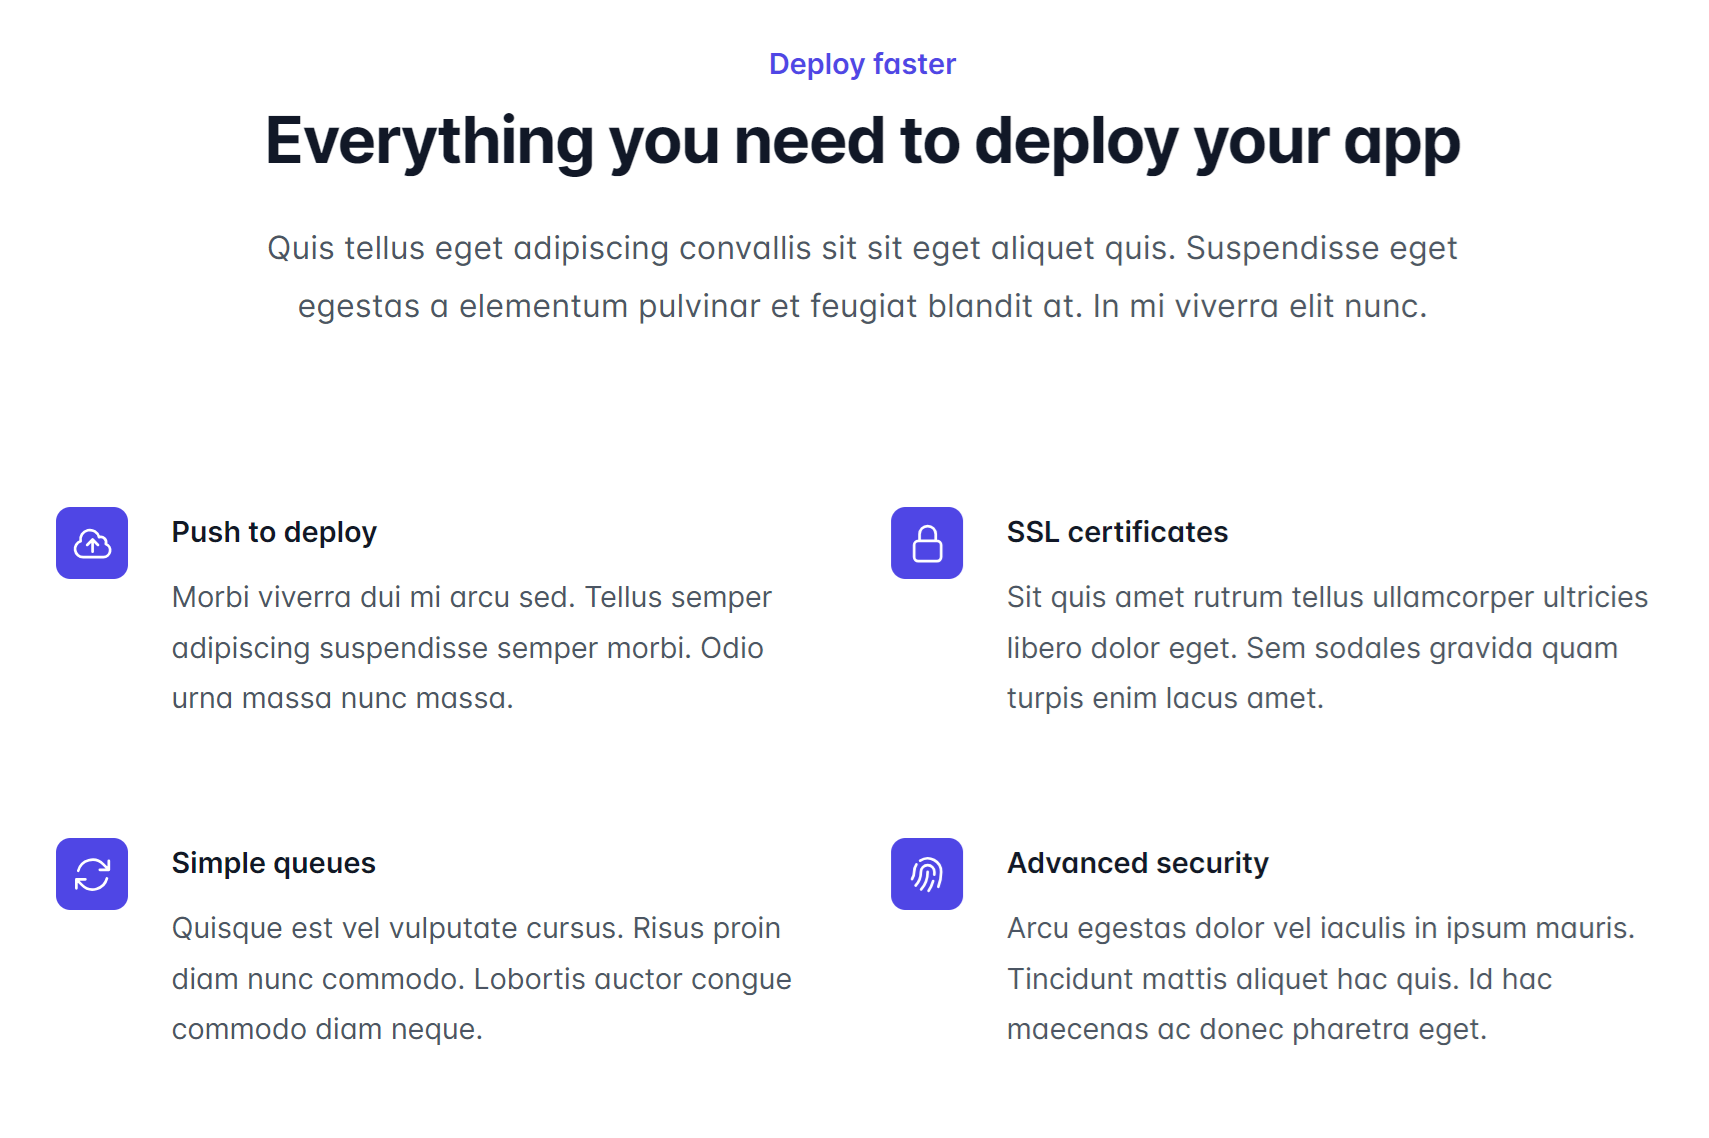 Deploy faster
Everything you need to deploy your app
Quis tellus eget adipiscing convallis sit sit eget aliquet quis. Suspendisse eget
egestas a elementum pulvinar et feugiat blandit at. In mi viverra elit nunc.
Push to deploy
Morbi viverra dui mi arcu sed. Tellus semper
adipiscing suspendisse semper morbi. Odio
urna massa nunc massa.
SSL certificates
Sit quis amet rutrum tellus ullamcorper ultricies
libero dolor eget. Sem sodales gravida quam
turpis enim lacus amet.
Simple queues
Quisque est vel vulputate cursus. Risus proin
diam nunc commodo. Lobortis auctor congue
commodo diam neque.
Advanced security
Arcu egestas dolor vel iaculis in ipsum mauris.
Tincidunt mattis aliquet hac quis. Id hac
maecenas ac donec pharetra eget.